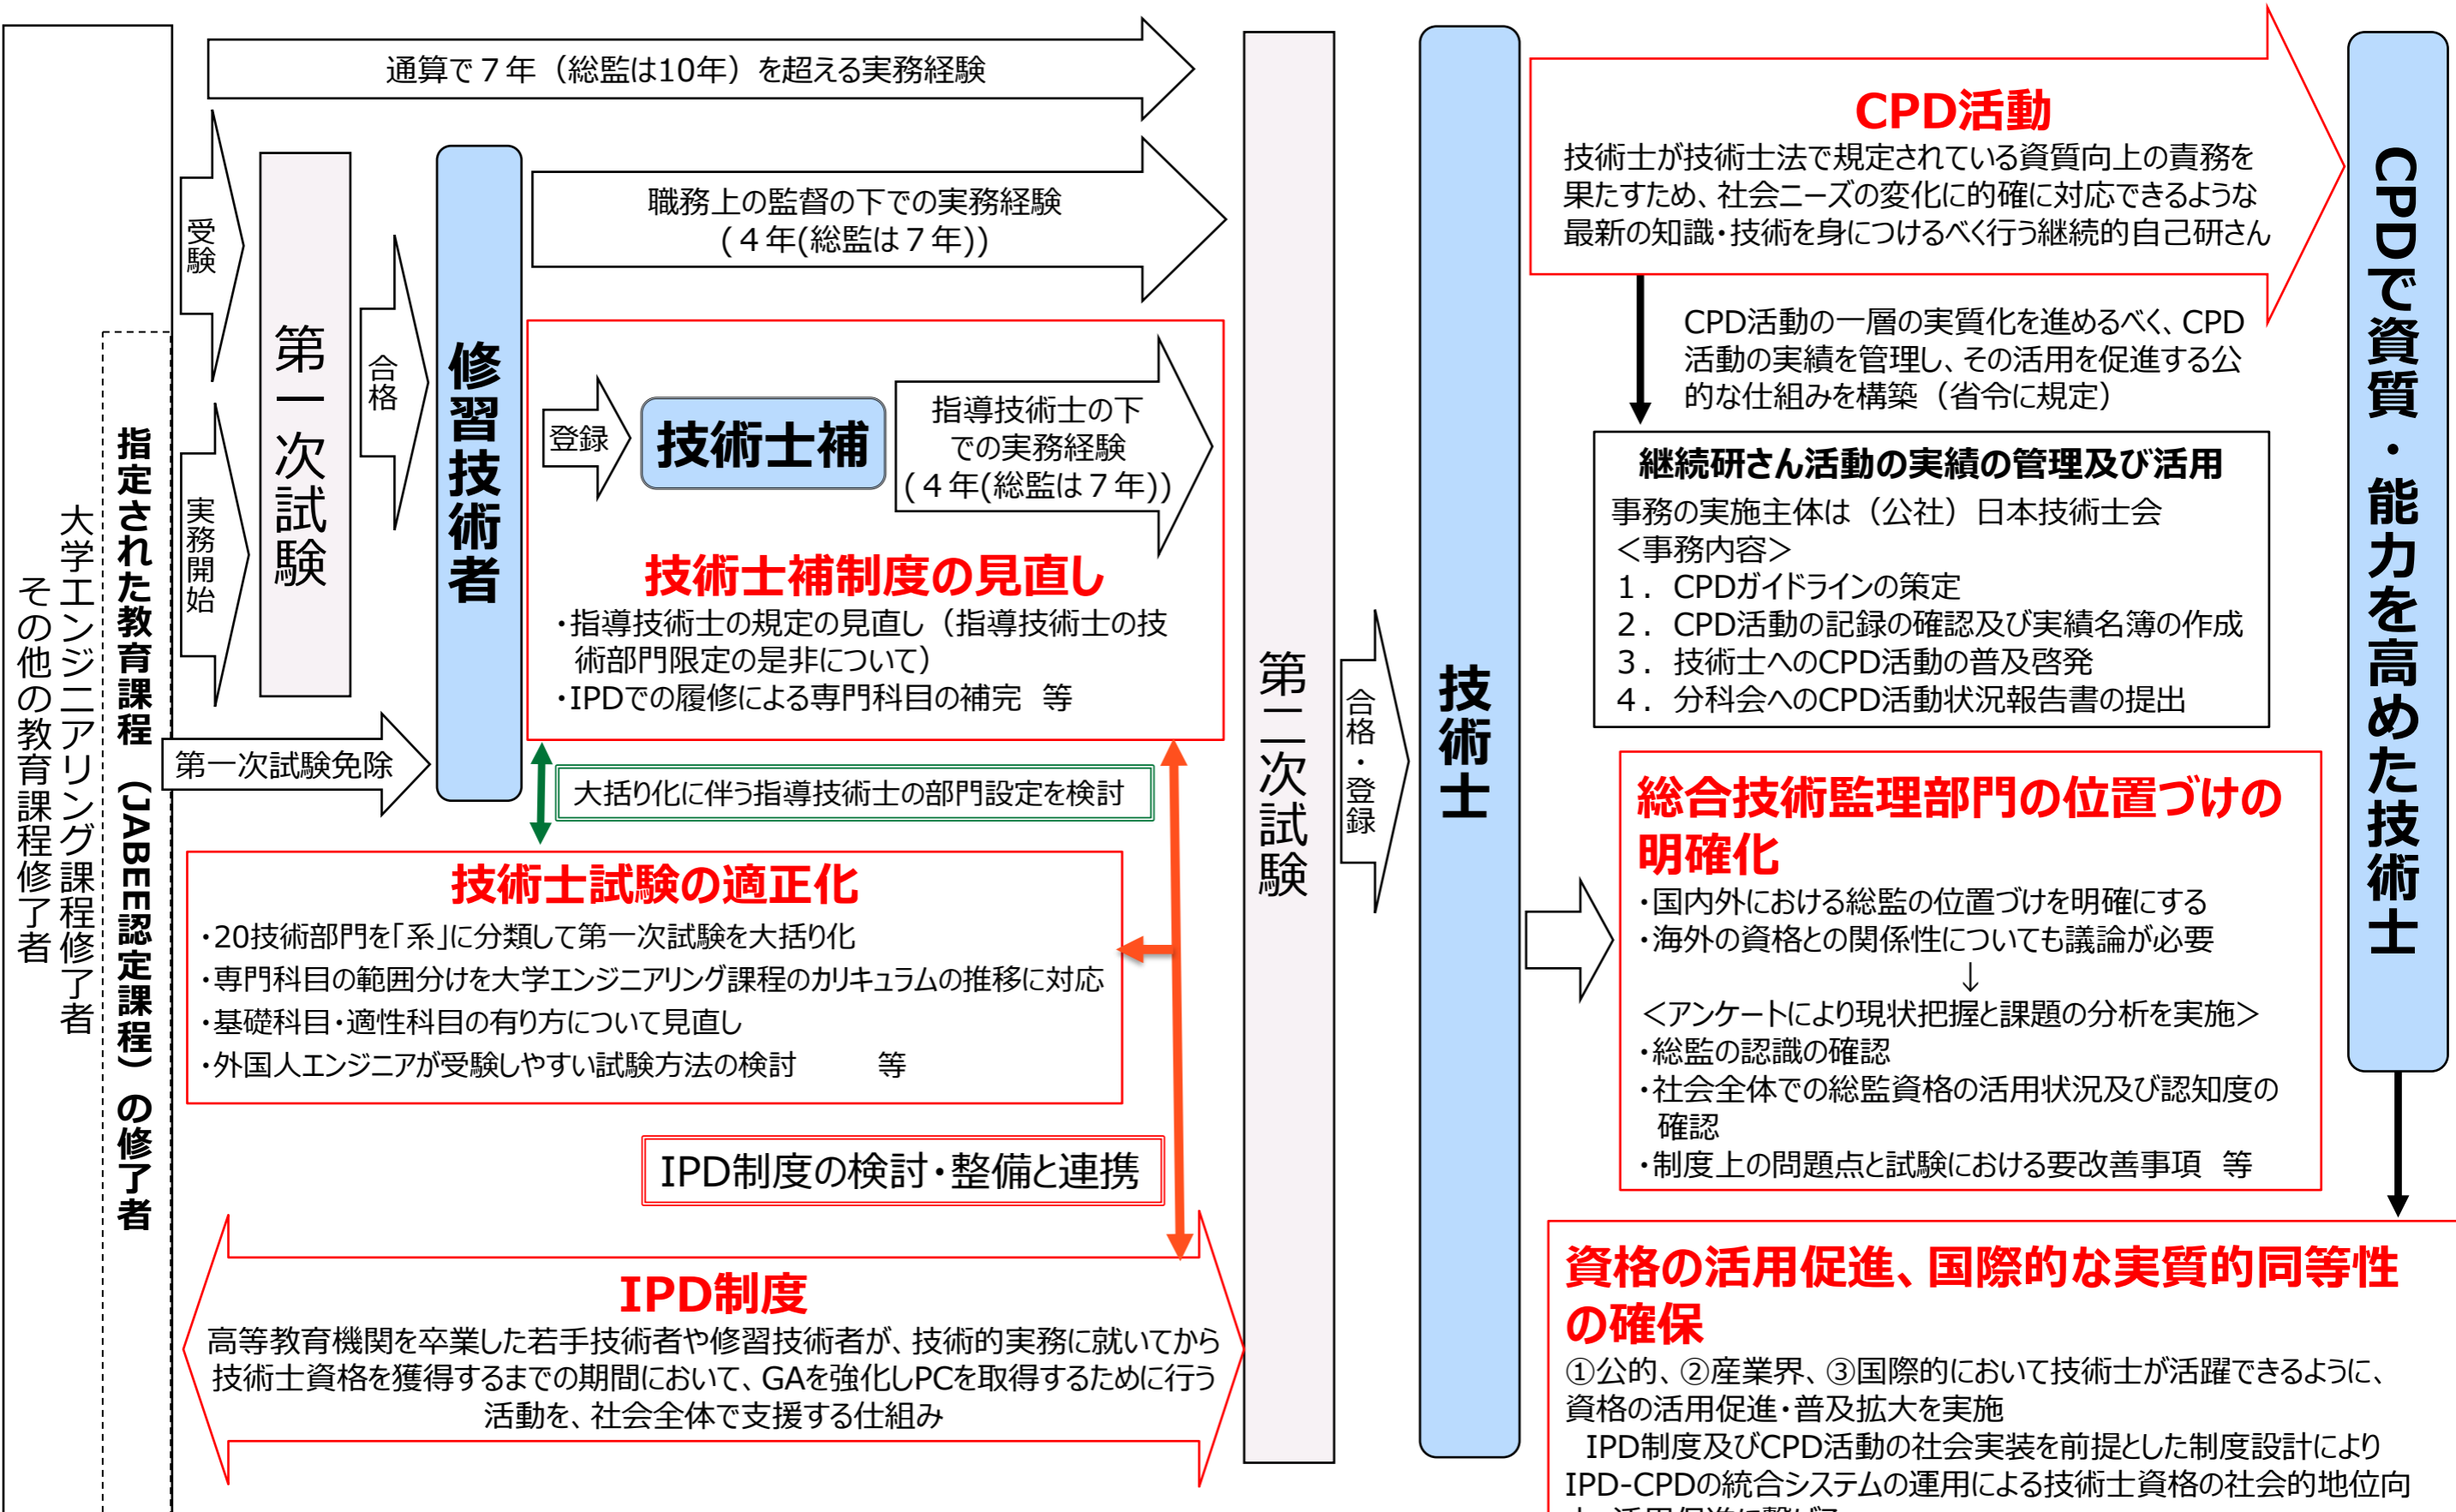 通算で７年（総監は10年）を超える実務経験
受験
実務開始
第一次試験
合格
修習技術者
職務上の監督の下での実務経験
(４年(総監は７年))
登録
技術士補
指導技術士の下
での実務経験
(４年(総監は７年))
技術士補制度の見直し
・指導技術士の規定の見直し（指導技術士の技
術部門限定の是非について）
・IPDでの履修による専門科目の補完　等
指定された教育課程　（JABEE認定課程）の修了者
大学エンジニアリング課程修了者
その他の教育課程修了者
第一次試験免除
大括り化に伴う指導技術士の部門設定を検討
技術士試験の適正化
・20技術部門を「系」に分類して第一次試験を大括り化
・専門科目の範囲分けを大学エンジニアリング課程のカリキュラムの推移に対応
・基礎科目・適性科目の有り方について見直し
・外国人エンジニアが受験しやすい試験方法の検討　　　等
IPD制度の検討・整備と連携
IPD制度
高等教育機関を卒業した若手技術者や修習技術者が、技術的実務に就いてから
技術士資格を獲得するまでの期間において、GAを強化しPCを取得するために行う
活動を、社会全体で支援する仕組み
第二次試験
合格・登録
技術士
CPD活動
技術士が技術士法で規定されている資質向上の責務を
果たすため、社会ニーズの変化に的確に対応できるような
最新の知識・技術を身につけるべく行う継続的自己研さん
CPD活動の一層の実質化を進めるべく、CPD
活動の実績を管理し、その活用を促進する公
的な仕組みを構築（省令に規定）
継続研さん活動の実績の管理及び活用
事務の実施主体は（公社）日本技術士会
＜事務内容＞
１．CPDガイドラインの策定
２．CPD活動の記録の確認及び実績名簿の作成
３．技術士へのCPD活動の普及啓発
４．分科会へのCPD活動状況報告書の提出
総合技術監理部門の位置づけの
明確化
・国内外における総監の位置づけを明確にする
・海外の資格との関係性についても議論が必要
↓
＜アンケートにより現状把握と課題の分析を実施＞
・総監の認識の確認
・社会全体での総監資格の活用状況及び認知度の
確認
・制度上の問題点と試験における要改善事項　等
CPDで資質・能力を高めた技術士
資格の活用促進、国際的な実質的同等性
の確保
①公的、②産業界、③国際的において技術士が活躍できるように、
資格の活用促進・普及拡大を実施
IPD制度及びCPD活動の社会実装を前提とした制度設計により
IPD-CPDの統合システムの運用による技術士資格の社会的地位向